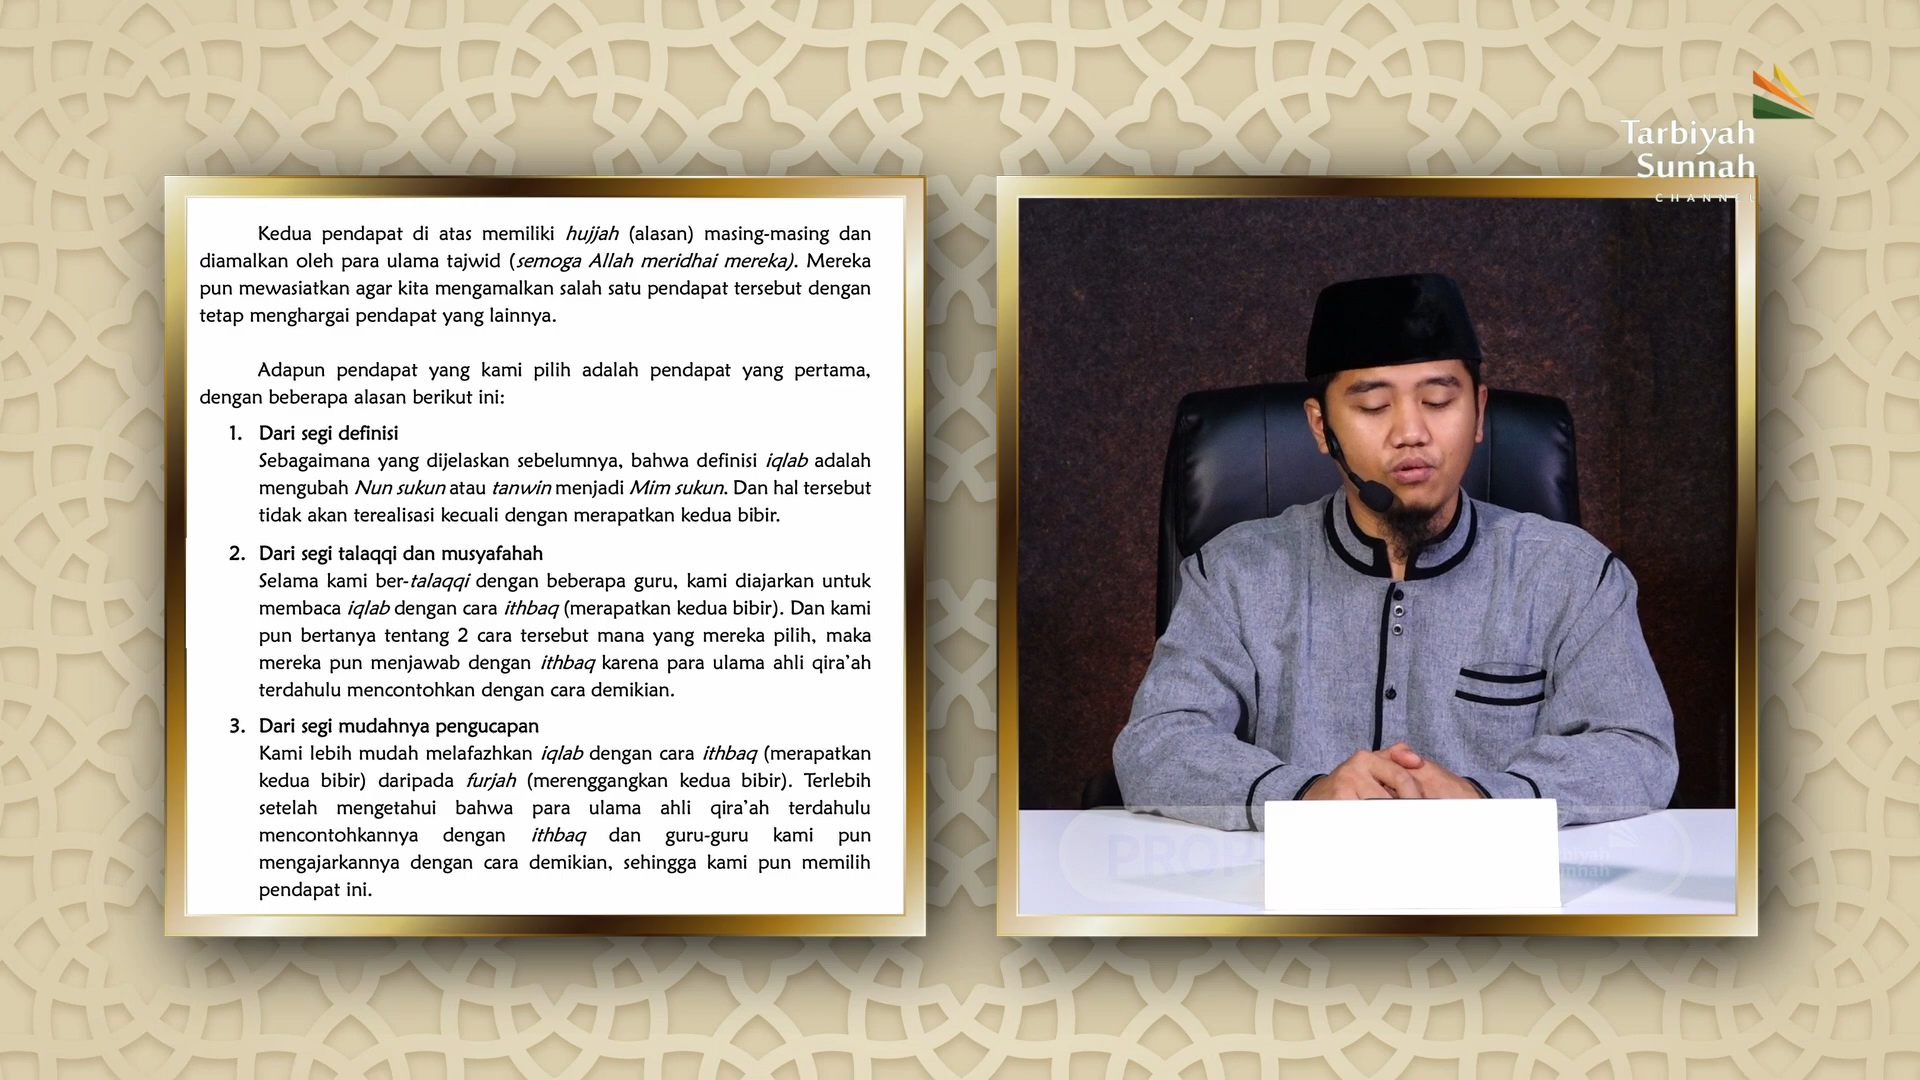 Tarbiyah
Sunnah
CHANNEL
Kedua pendapat di atas memiliki hujjah (alasan) masing-masing dan
diamalkan oleh para ulama tajwid (semoga Allah meridhai mereka). Mereka
pun mewasiatkan agar kita mengamalkan salah satu pendapat tersebut dengan
tetap menghargai pendapat yang lainnya.
Adapun pendapat yang kami pilih adalah pendapat yang pertama,
dengan beberapa alasan berikut ini:
1. Dari segi definisi
Sebagaimana yang dijelaskan sebelumnya, bahwa definisi iqlab adalah
mengubah Nun sukun atau tanwin menjadi Mim sukun. Dan hal tersebut
tidak akan terealisasi kecuali dengan merapatkan kedua bibir.
2. Dari segi talaqqi dan musyafahah
Selama kami ber-talaqqi dengan beberapa guru, kami diajarkan untuk
membaca iqlab dengan cara ithbaq (merapatkan kedua bibir). Dan kami
pun bertanya tentang 2 cara tersebut mana yang mereka pilih, maka
mereka pun menjawab dengan ithbaq karena para ulama ahli qira'ah
terdahulu mencontohkan dengan cara demikian.
3. Dari segi mudahnya pengucapan
Kami lebih mudah melafazhkan iqlab dengan cara ithbaq (merapatkan
kedua bibir) daripada furjah (merenggangkan kedua bibir). Terlebih
setelah mengetahui bahwa para ulama ahli qira'ah terdahulu
mencontohkannya dengan ithbaq dan guru-guru kami pun
mengajarkannya dengan cara demikian, sehingga kami pun memilih
pendapat ini.